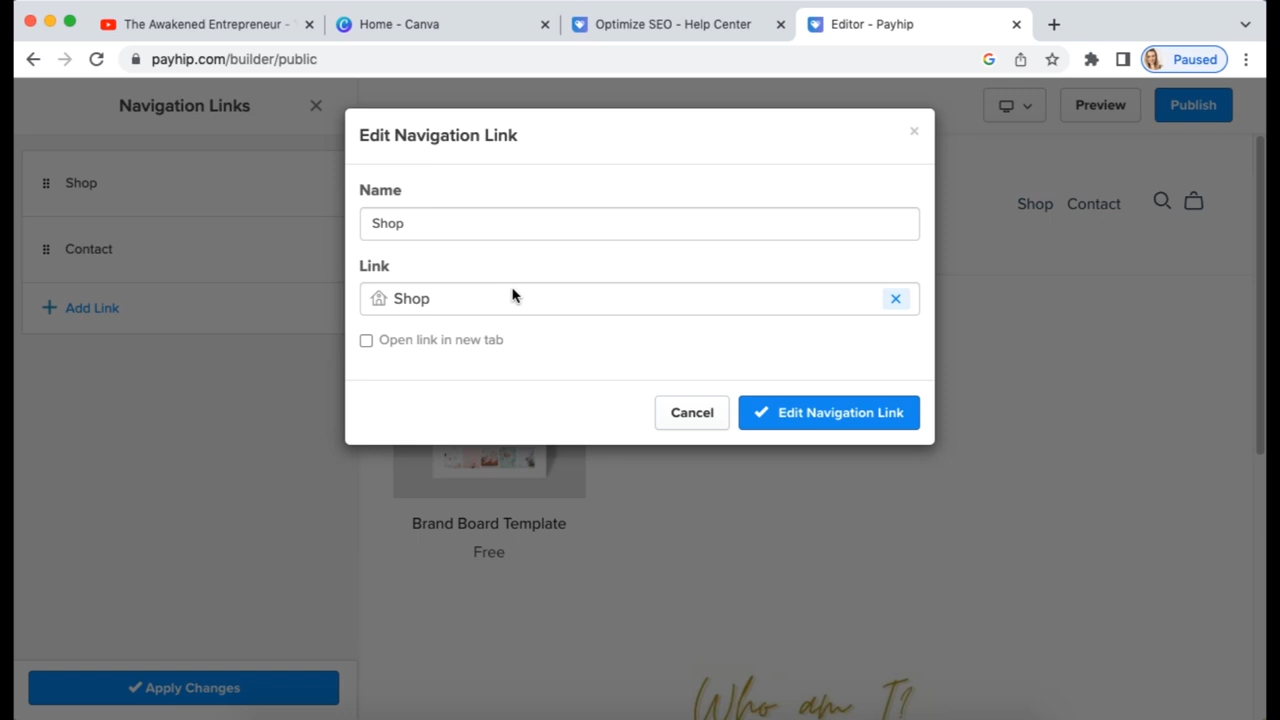 The Awakened Entrepreneur -
Home - Canva
Optimize SEO - Help Center
Editor - Payhip
payhip.com/builder/public
Paused
Navigation Links
Preview
Publish
Edit Navigation Link
Shop
Name
Shop
Shop
Contact
Contact
Link
Shop
Add Link
Open link in new tab
Cancel
Edit Navigation Link
Brand Board Template
Free
Apply Changes
Who am I?